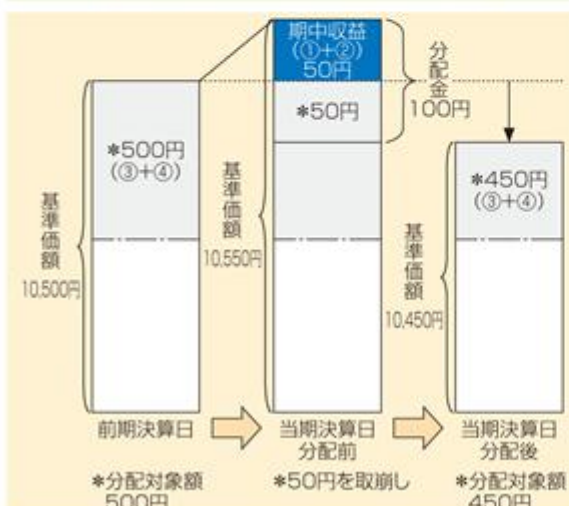 期中収益
(①+②)
50円
*50円
分配金
100円
*500円
(③+④)
基準価額
10,500円
基準価額
10,550円
*450円
(③+④)
基準価額
10,450円
前期決算日
当期決算日
分配前
当期決算日
分配後
*分配対象額
500円
*50円を取崩し
*分配対象額
450円